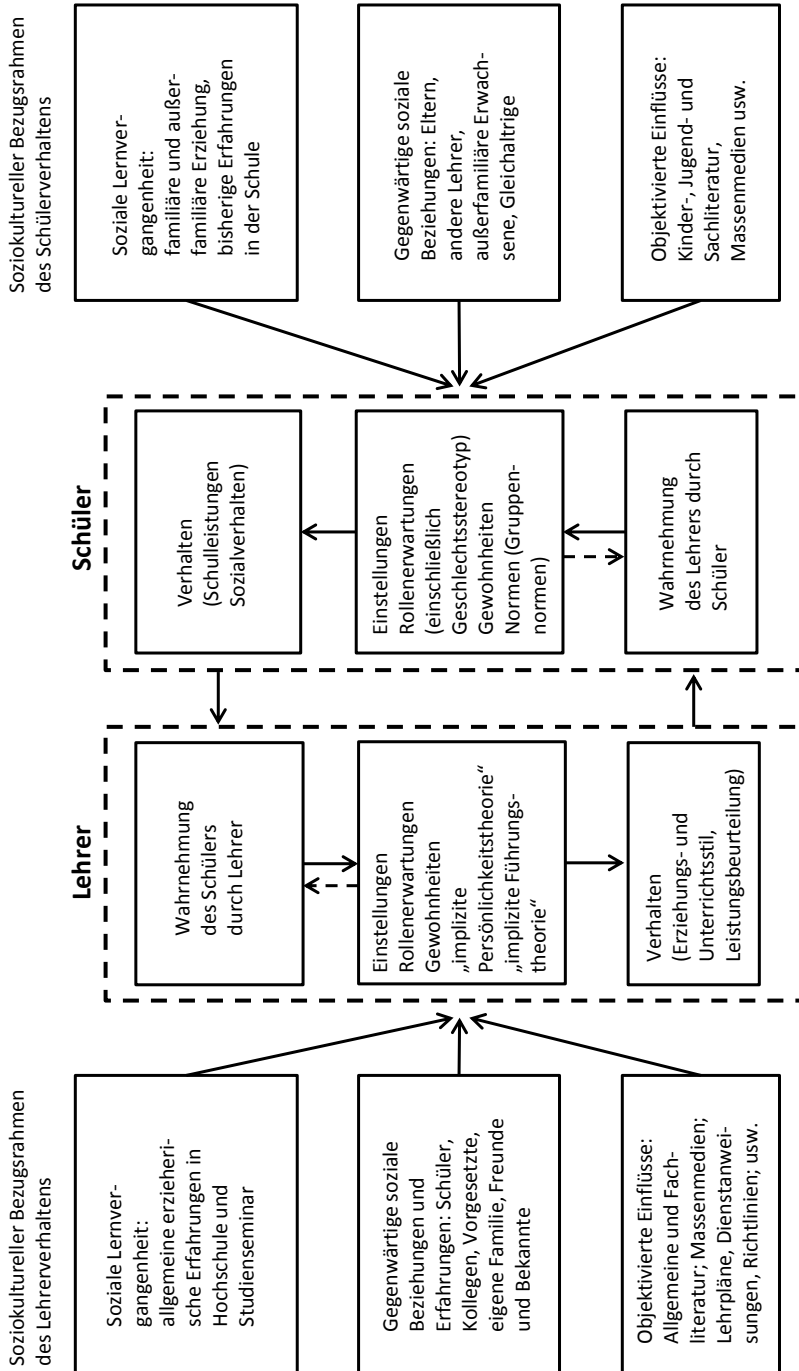 Soziokultureller Bezugsrahmen
des Lehrerverhaltens
Soziale Lernver-
gangenheit:
allgemeine erzieheri-
sche Erfahrungen in
Hochschule und
Studienseminar
Gegenwärtige soziale
Beziehungen und
Erfahrungen: Schüler,
Kollegen, Vorgesetzte,
eigene Familie, Freunde
und Bekannte
Objektivierte Einflüsse:
Allgemeine und Fach-
literatur; Massenmedien;
Lehrpläne, Dienstanwei-
sungen, Richtlinien; usw.
Lehrer
Wahrnehmung
des Schülers
durch Lehrer
Einstellungen
Rollenerwartungen
Gewohnheiten
„implizite
Persönlichkeitstheorie“
„implizite Führungs-
theorie“
Verhalten
(Erziehungs- und
Unterrichtsstil,
Leistungsbeurteilung)
Schüler
Verhalten
(Schulleistungen
Sozialverhalten)
Einstellungen
Rollenerwartungen
(einschließlich
Geschlechtsstereotyp)
Gewohnheiten
Normen (Gruppen-
normen)
Wahrnehmung
des Lehrers durch
Schüler
Soziokultureller Bezugsrahmen
des Schülerverhaltens
Soziale Lernver-
gangenheit:
familiäre und außer-
familiäre Erziehung,
bisherige Erfahrungen
in der Schule
Gegenwärtige soziale
Beziehungen: Eltern,
andere Lehrer,
außerfamiliäre Erwach-
sene, Gleichaltrige
Objektivierte Einflüsse:
Kinder-, Jugend- und
Sachliteratur,
Massenmedien usw.